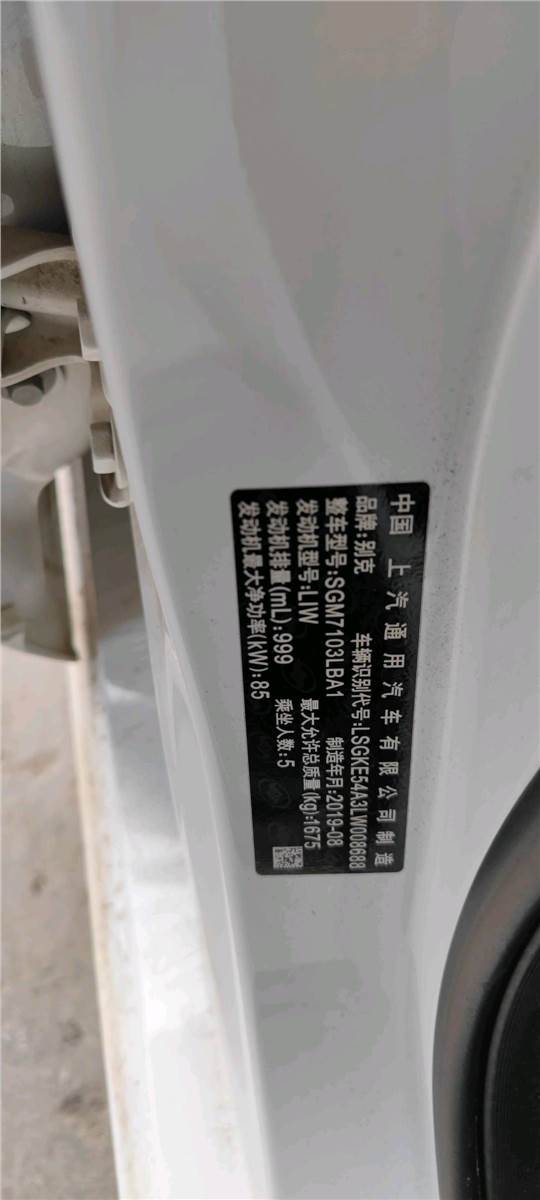 中国 上汽通用汽车有限公司制造
品牌:别克 车辆识别代号:LSGKE54A3LW008688
整车型号:SGM7103LBA1 制造年月:2019-08
发动机型号:LIW 最大允许总质量(kg):1675
发动机排量(mL):999 乘坐人数:5
发动机最大净功率(kW):85